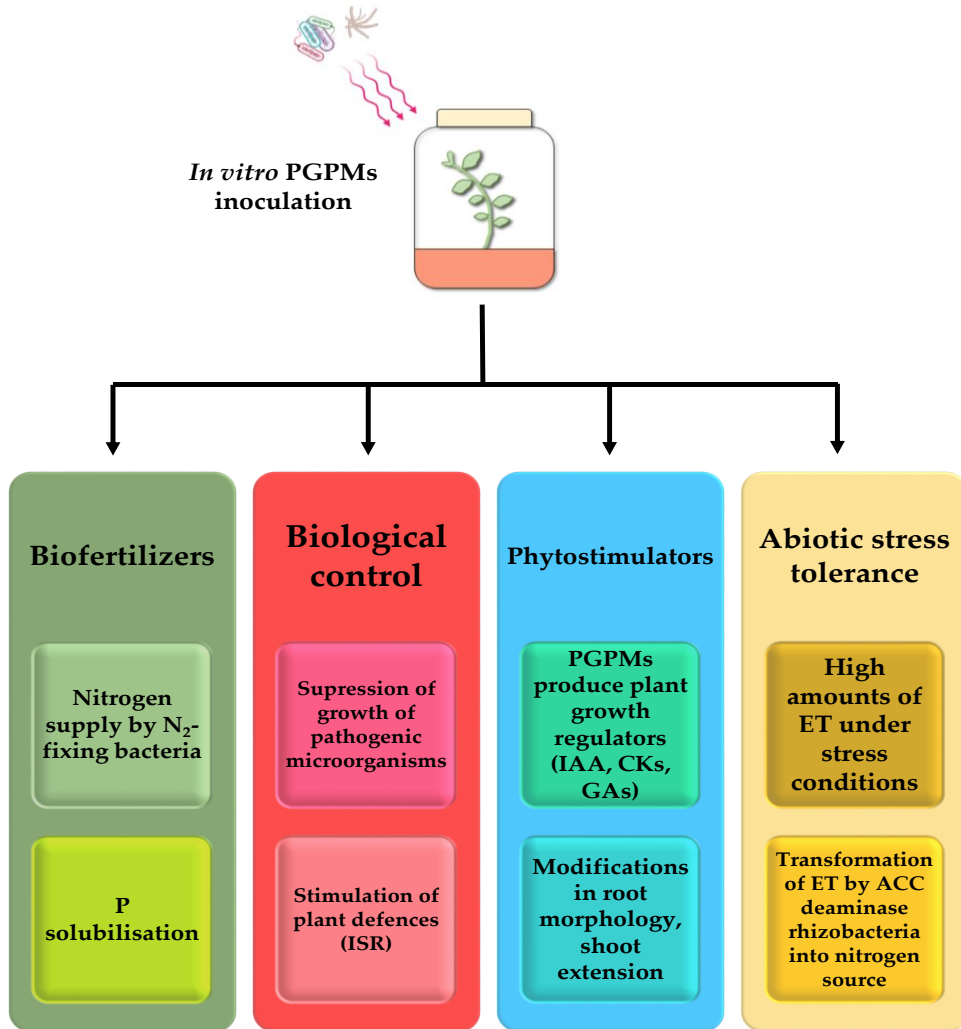 In vitro PGPMs
inoculation
Biofertilizers
Nitrogen
supply by N₂-
fixing bacteria
P
solubilisation
Biological
control
Supression of
growth of
pathogenic
microorganisms
Stimulation of
plant defences
(ISR)
Phytostimulators
PGPMs
produce plant
growth
regulators
(IAA, CKs,
GAs)
Modifications
in root
morphology,
shoot
extension
Abiotic stress
tolerance
High
amounts of
ET under
stress
conditions
Transformation
of ET by ACC
deaminase
rhizobacteria
into nitrogen
source